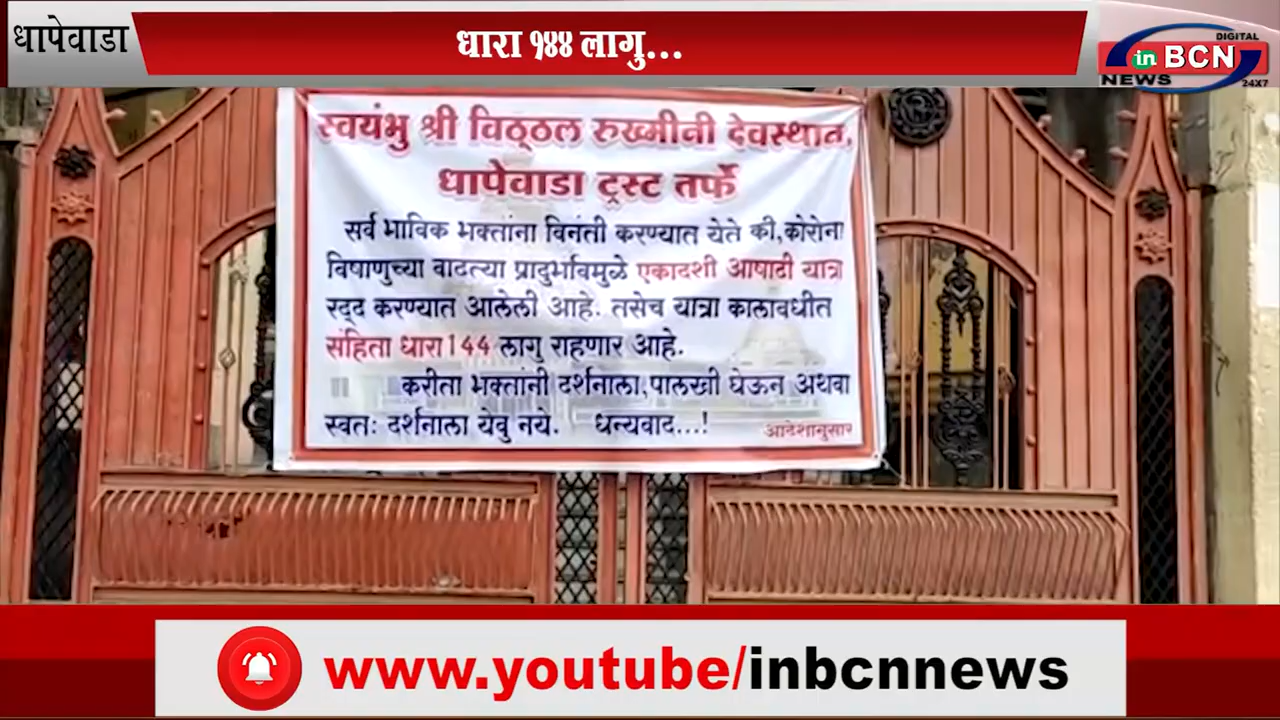 धापेवाडा
धारा १४४ लागु...
DIGITAL
in BCN
NEWS
24X7
स्वयंभु श्री विठ्ठल रुख्मीनी देवस्थान,
धापेवाडा ट्रस्ट तर्फे
सर्व भाविक भक्तांना विनंती करण्यात येते की, कोरोना
विषाणुच्या वाढत्या प्रादुर्भावमुळे एकादशी आषाढी यात्रा
रद्द करण्यात आलेली आहे. तसेच यात्रा कालावधीत
संहिता धारा 144 लागु राहणार आहे.
करीता भक्तांनी दर्शनाला, पालखी घेऊन अथवा
स्वतः दर्शनाला येवु नये. धन्यवाद...!
आदेशानुसार
www.youtube/inbcnnews